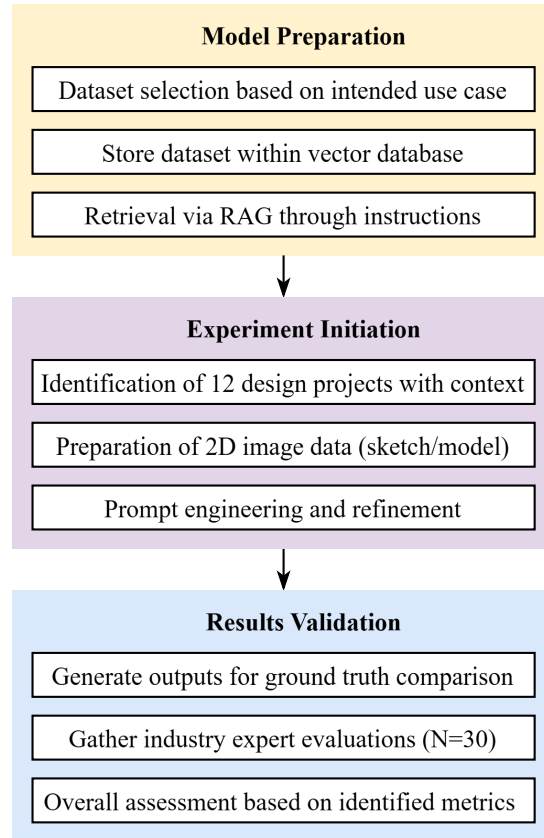 Model Preparation
Dataset selection based on intended use case
Store dataset within vector database
Retrieval via RAG through instructions
Experiment Initiation
Identification of 12 design projects with context
Preparation of 2D image data (sketch/model)
Prompt engineering and refinement
Results Validation
Generate outputs for ground truth comparison
Gather industry expert evaluations (N=30)
Overall assessment based on identified metrics